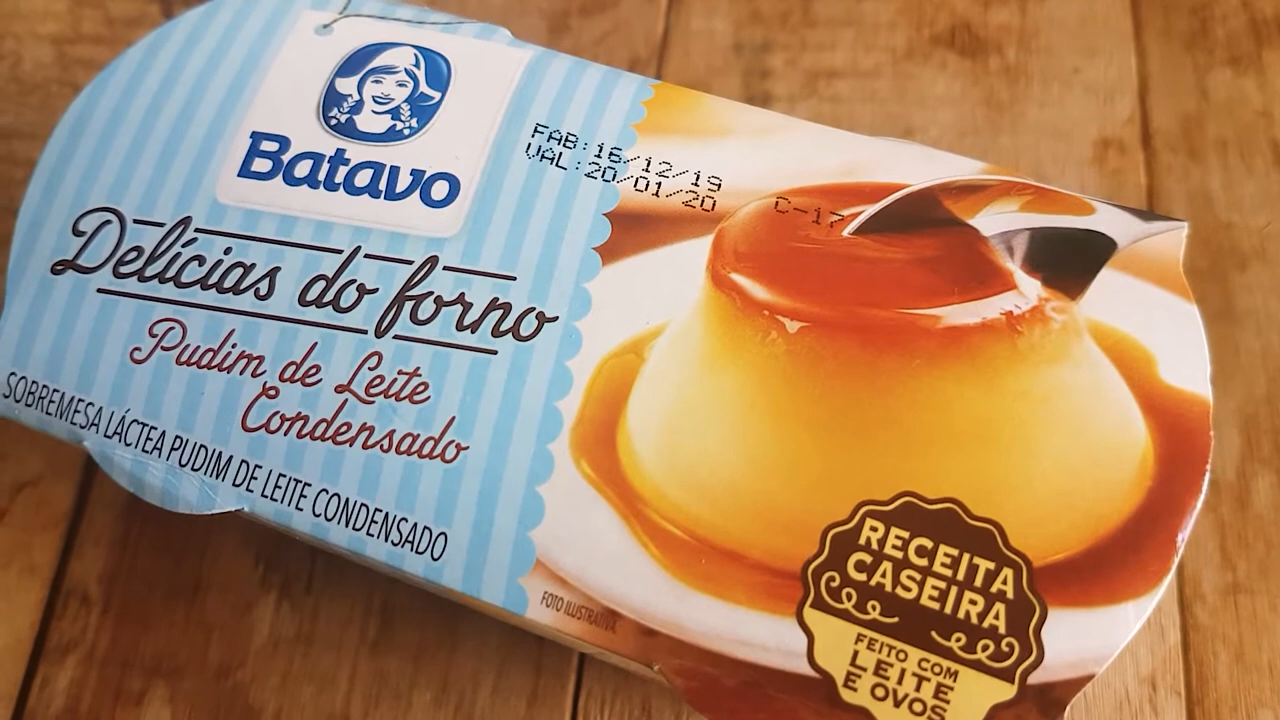 Batavo
FAB:16/12/19
VAL:20/01/20
C-17
Delícias do forno
Pudim de Leite
Condensado
SOBREMESA LÁCTEA PUDIM DE LEITE CONDENSADO
FOTO ILUSTRATIVA
RECEITA
CASEIRA
FEITO COM
LEITE
E OVOS